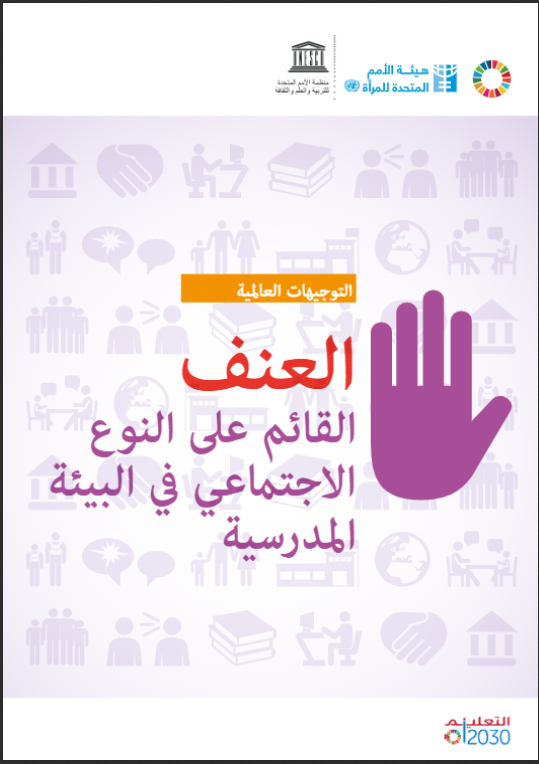 UNESCO
منظمة الأمم المتحدة
للتربية والعلم والثقافة
هيئة الأمم
المتحدة للمرأة
التوجيهات العالمية
العنف
القائم على النوع
الاجتماعي في البيئة
المدرسية
التعليم
2030